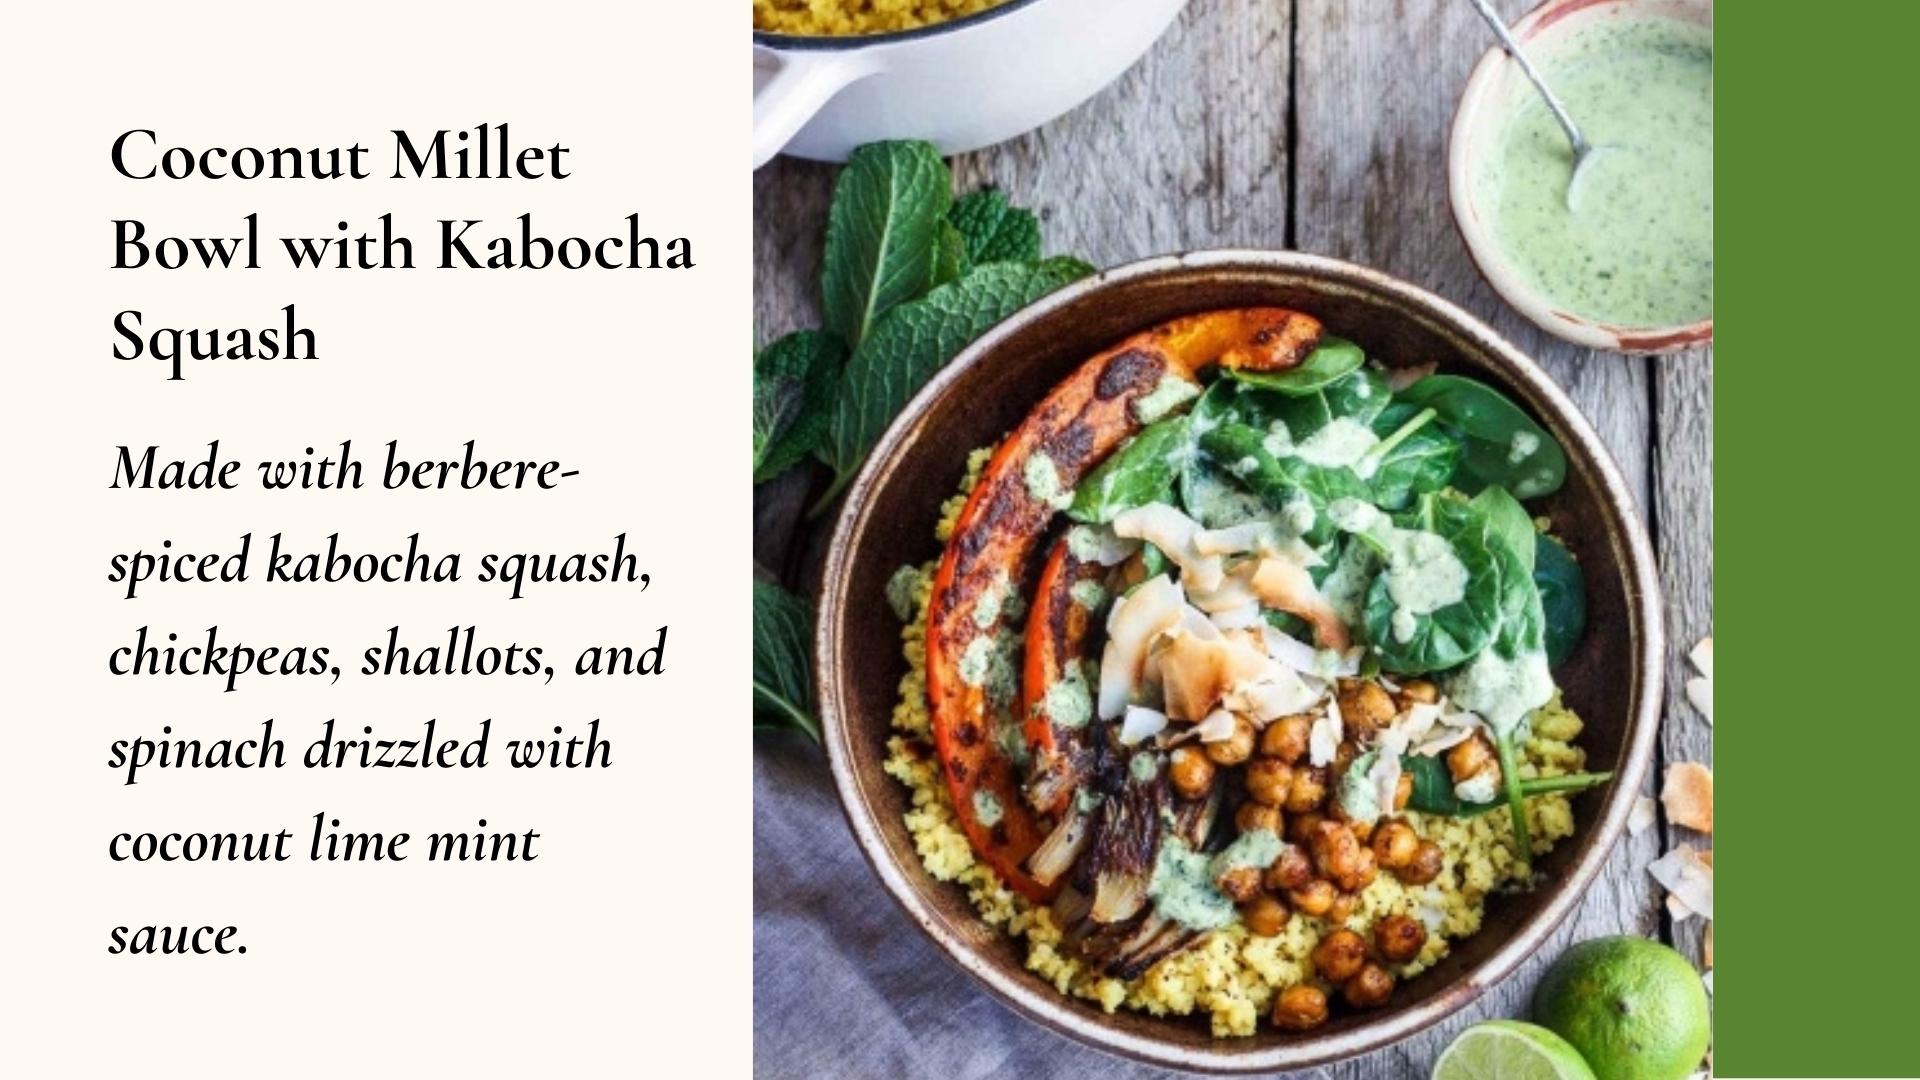 Coconut Millet
Bowl with Kabocha
Squash
Made with berbere-
spiced kabocha squash,
chickpeas, shallots, and
spinach drizzled with
coconut lime mint
sauce.